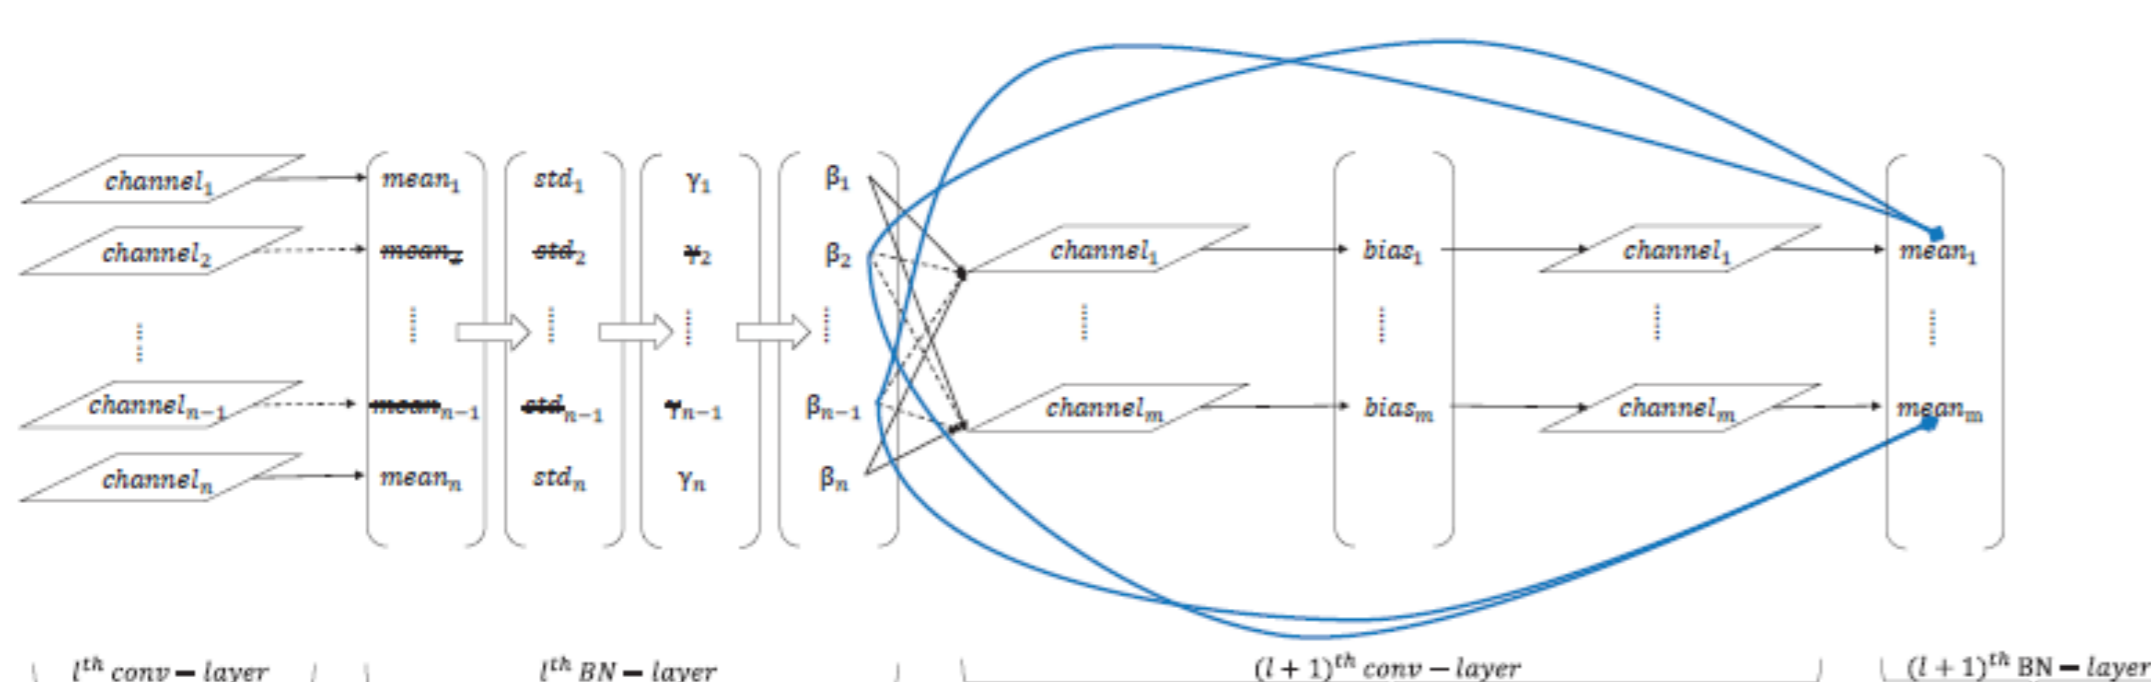 channel₁ mean₁ std₁ γ₁ β₁
channel₂ mean₂ std₂ γ₂ β₂ channel₁ bias₁ channel₁ mean₁
channelₙ₋₁ meanₙ₋₁ stdₙ₋₁ γₙ₋₁ βₙ₋₁ channelₘ biasₘ channelₘ meanₘ
channelₙ meanₙ stdₙ γₙ βₙ
lᵗʰ conv − layer lᵗʰ BN − layer (l + 1)ᵗʰ conv − layer (l + 1)ᵗʰ BN − layer